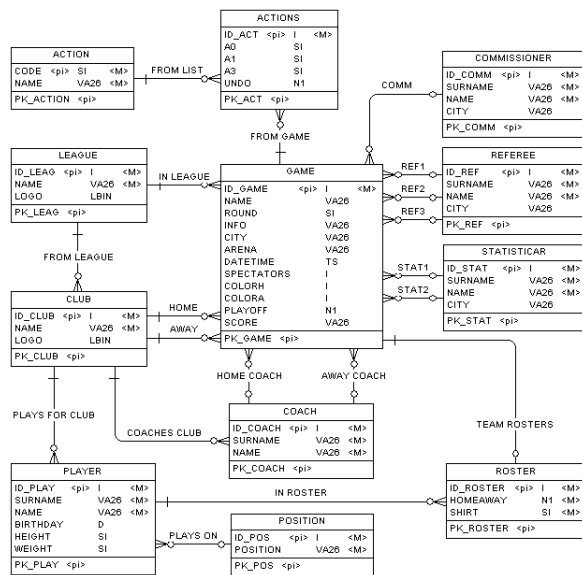 ACTIONS
ID_ACT <pi> I <M>
A0 SI
A1 SI
A3 SI
UNDO N1
PK_ACT <pi>
ACTION
CODE <pi> SI <M>
NAME VA26 <M>
PK_ACTION <pi>
FROM LIST
FROM GAME
COMM
COMMISSIONER
ID_COMM <pi> I <M>
SURNAME VA26 <M>
NAME VA26 <M>
CITY VA26
PK_COMM <pi>
LEAGUE
ID_LEAG <pi> I <M>
NAME VA26 <M>
LOGO LBIN
PK_LEAG <pi>
IN LEAGUE
FROM LEAGUE
GAME
ID_GAME <pi> I <M>
NAME VA26
ROUND SI
INFO VA26
CITY VA26
ARENA VA26
DATETIME TS
SPECTATORS I
COLORH I
COLORA I
PLAYOFF N1
SCORE VA26
PK_GAME <pi>
REF1
REF2
REF3
REFEREE
ID_REF <pi> I <M>
SURNAME VA26 <M>
NAME VA26 <M>
CITY VA26
PK_REF <pi>
STAT1
STAT2
STATISTICAR
ID_STAT <pi> I <M>
SURNAME VA26 <M>
NAME VA26 <M>
CITY VA26
PK_STAT <pi>
CLUB
ID_CLUB <pi> I <M>
NAME VA26 <M>
LOGO LBIN
PK_CLUB <pi>
HOME
AWAY
HOME COACH
AWAY COACH
PLAYS FOR CLUB
COACHES CLUB
COACH
ID_COACH <pi> I <M>
SURNAME VA26 <M>
NAME VA26 <M>
PK_COACH <pi>
TEAM ROSTERS
PLAYER
ID_PLAY <pi> I <M>
SURNAME VA26 <M>
NAME VA26 <M>
BIRTHDAY D
HEIGHT SI
WEIGHT SI
PK_PLAY <pi>
IN ROSTER
PLAYS ON
POSITION
ID_POS <pi> I <M>
POSITION VA26 <M>
PK_POS <pi>
ROSTER
ID_ROSTER <pi> I <M>
HOMEAWAY N1 <M>
SHIRT SI <M>
PK_ROSTER <pi>